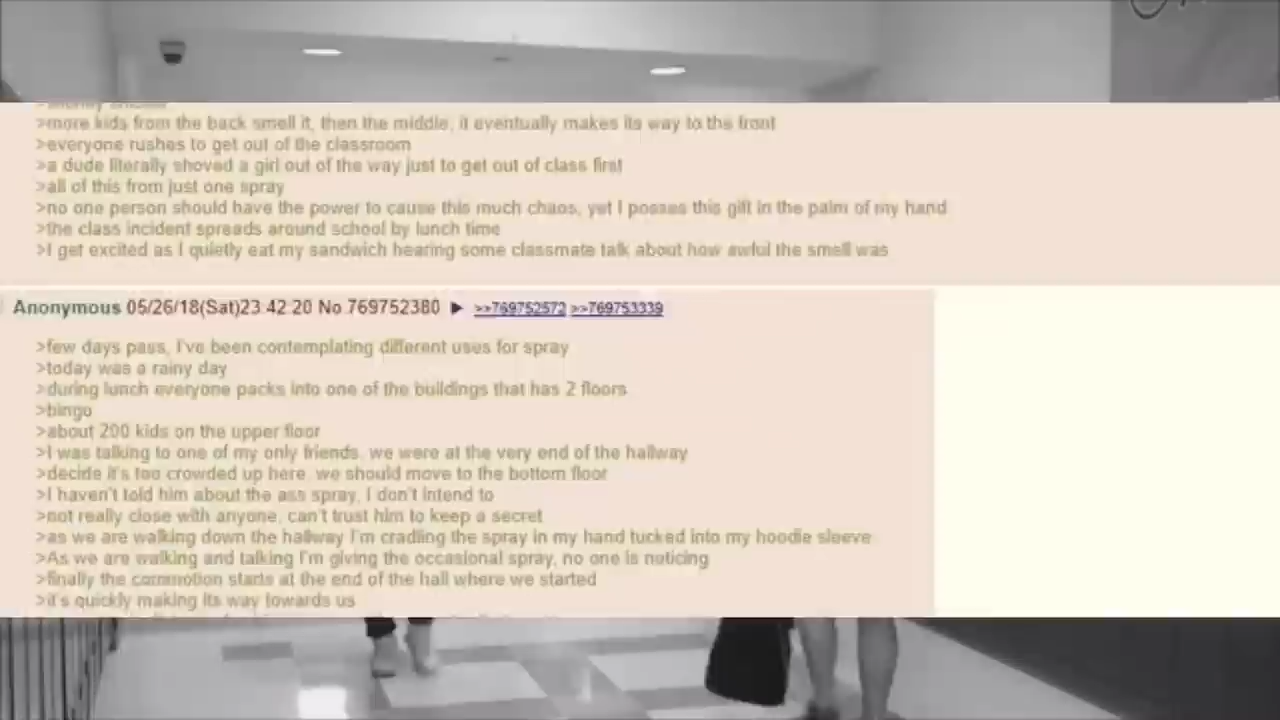 >more kids from the back smell it, then the middle, it eventually makes its way to the front
>everyone rushes to get out of the classroom
>a dude literally shoved a girl out of the way just to get out of class first
>all of this from just one spray
>no one person should have the power to cause this much chaos, yet I posses this gift in the palm of my hand
>the class incident spreads around school by lunch time
>I get excited as I quietly eat my sandwich hearing some classmate talk about how awful the smell was
Anonymous 05/26/18(Sat)23:42:20 No.769752380 ▶ >>769752572 >>769753339
>few days pass, I've been contemplating different uses for spray
>today was a rainy day
>during lunch everyone packs into one of the buildings that has 2 floors
>bingo
>about 200 kids on the upper floor
>I was talking to one of my only friends, we were at the very end of the hallway
>decide it's too crowded up here, we should move to the bottom floor
>I haven't told him about the ass spray, I don't intend to
>not really close with anyone, can't trust him to keep a secret
>as we are walking down the hallway I'm cradling the spray in my hand tucked into my hoodie sleeve
>As we are walking and talking I'm giving the occasional spray, no one is noticing
>finally the commotion starts at the end of the hall where we started
>it's quickly making its way towards us